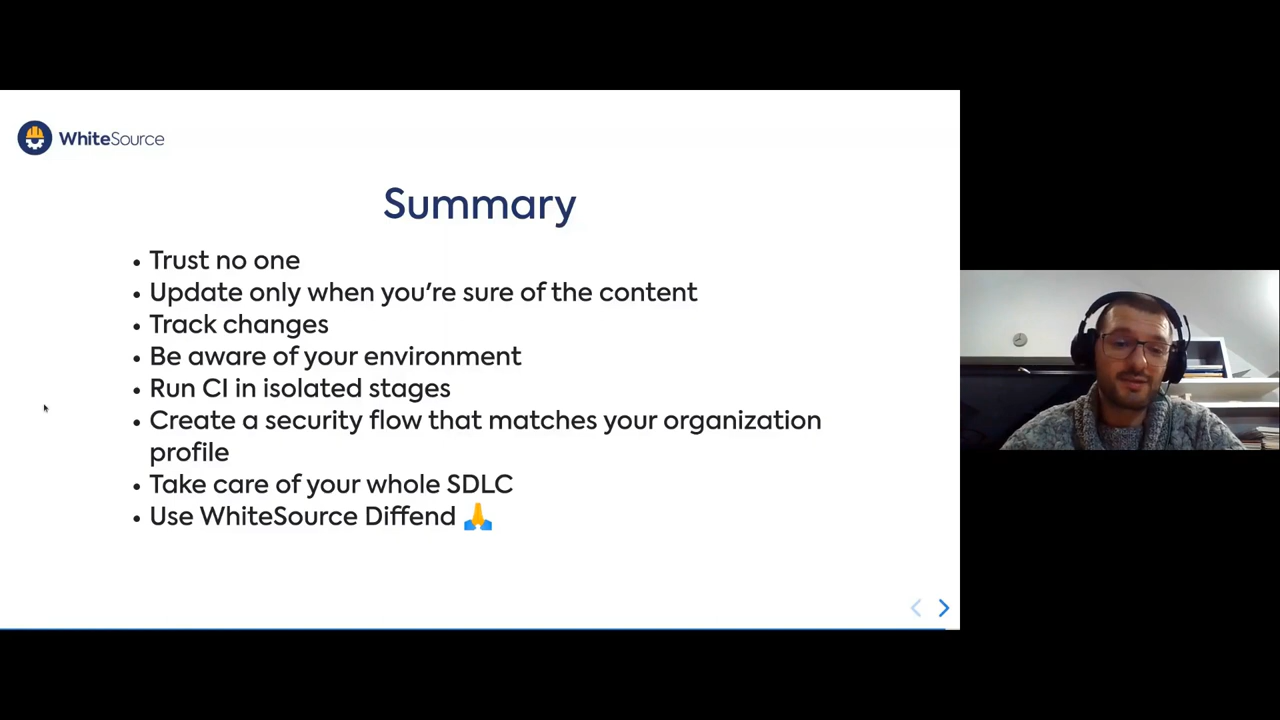 WhiteSource
Summary
• Trust no one
• Update only when you're sure of the content
• Track changes
• Be aware of your environment
• Run CI in isolated stages
• Create a security flow that matches your organization
profile
• Take care of your whole SDLC
• Use WhiteSource Diffend 🙏